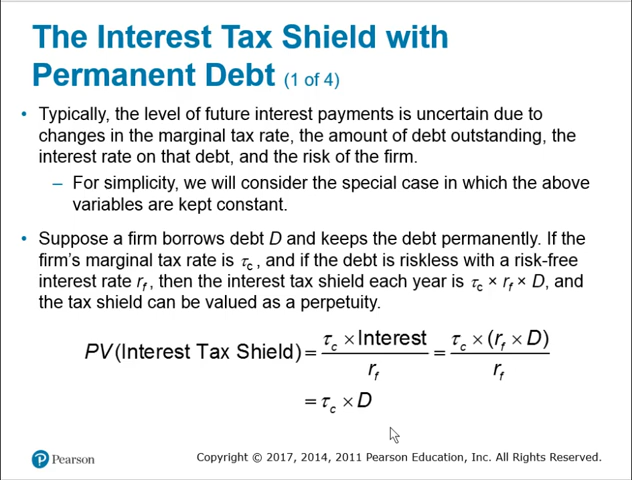 The Interest Tax Shield with
Permanent Debt (1 of 4)
• Typically, the level of future interest payments is uncertain due to
changes in the marginal tax rate, the amount of debt outstanding, the
interest rate on that debt, and the risk of the firm.
– For simplicity, we will consider the special case in which the above
variables are kept constant.
• Suppose a firm borrows debt D and keeps the debt permanently. If the
firm's marginal tax rate is τc, and if the debt is riskless with a risk-free
interest rate rf, then the interest tax shield each year is τc × rf × D, and
the tax shield can be valued as a perpetuity.
PV(Interest Tax Shield) = τc × Interest / rf = τc × (rf × D) / rf
= τc × D
Pearson
Copyright © 2017, 2014, 2011 Pearson Education, Inc. All Rights Reserved.